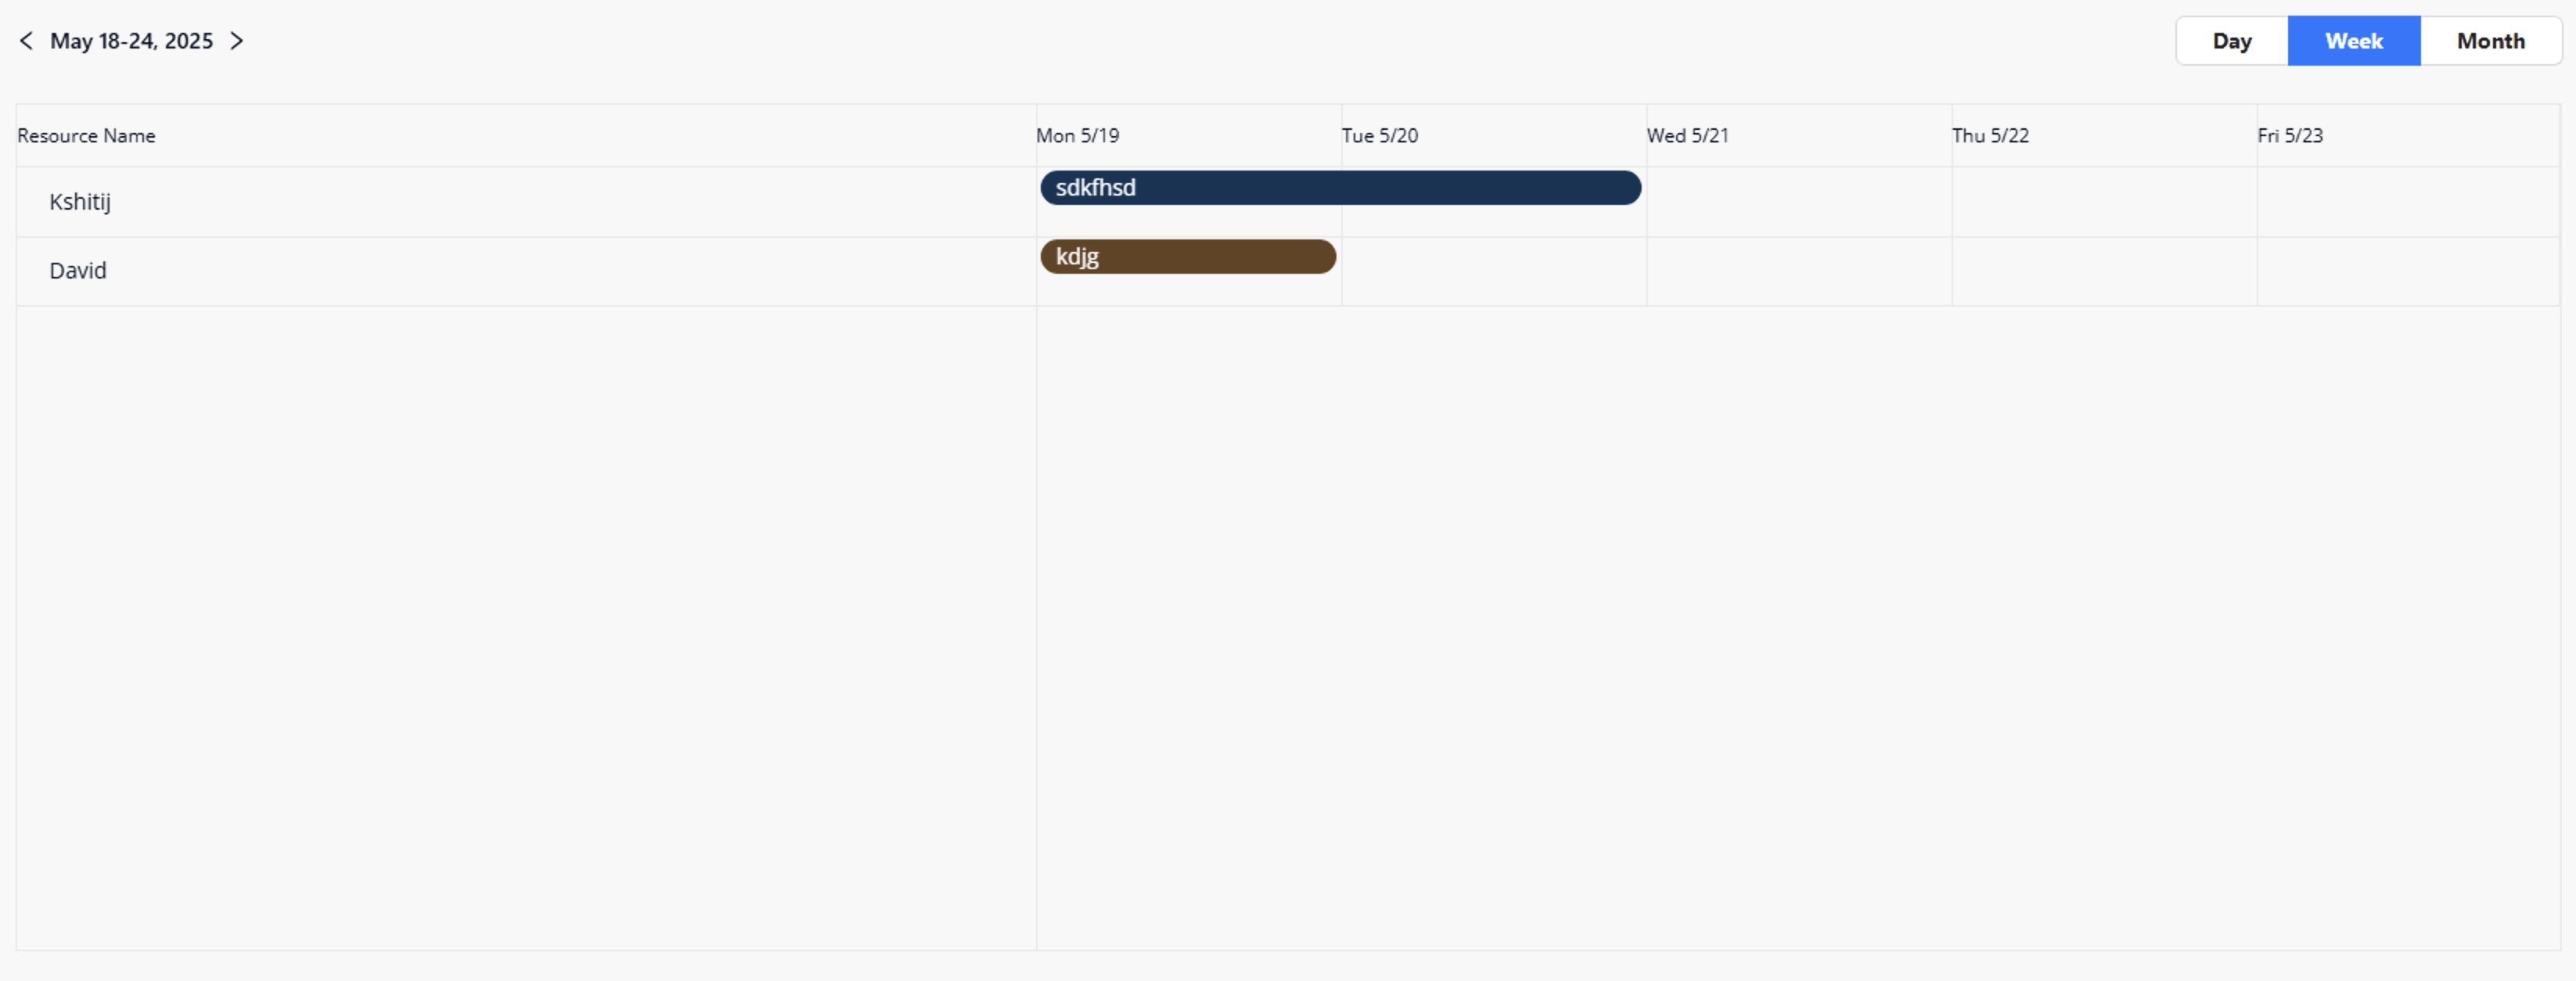 May 18-24, 2025
Day Week Month
Resource Name Mon 5/19 Tue 5/20 Wed 5/21 Thu 5/22 Fri 5/23
Kshitij sdkfhsd
David kdjg